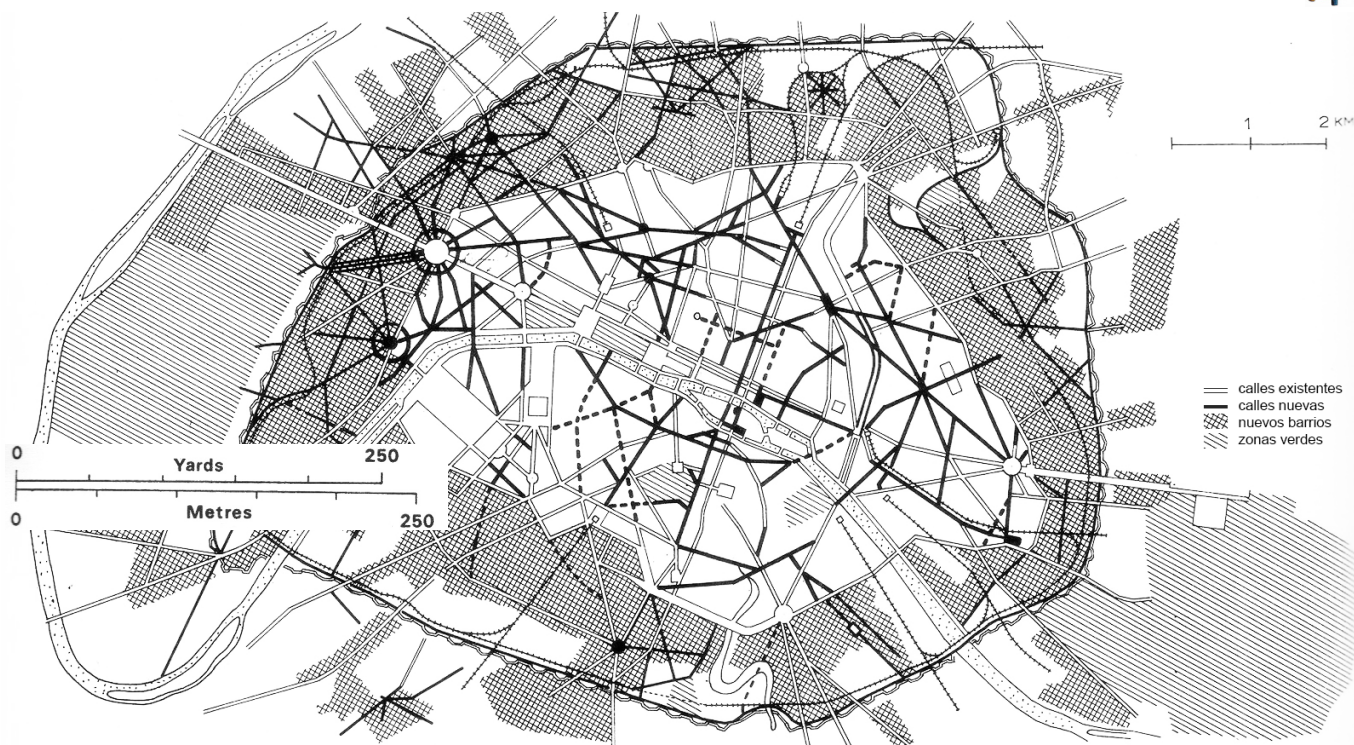 1 2 KM
calles existentes
calles nuevas
nuevos barrios
zonas verdes
0 Yards 250
0 Metres 250